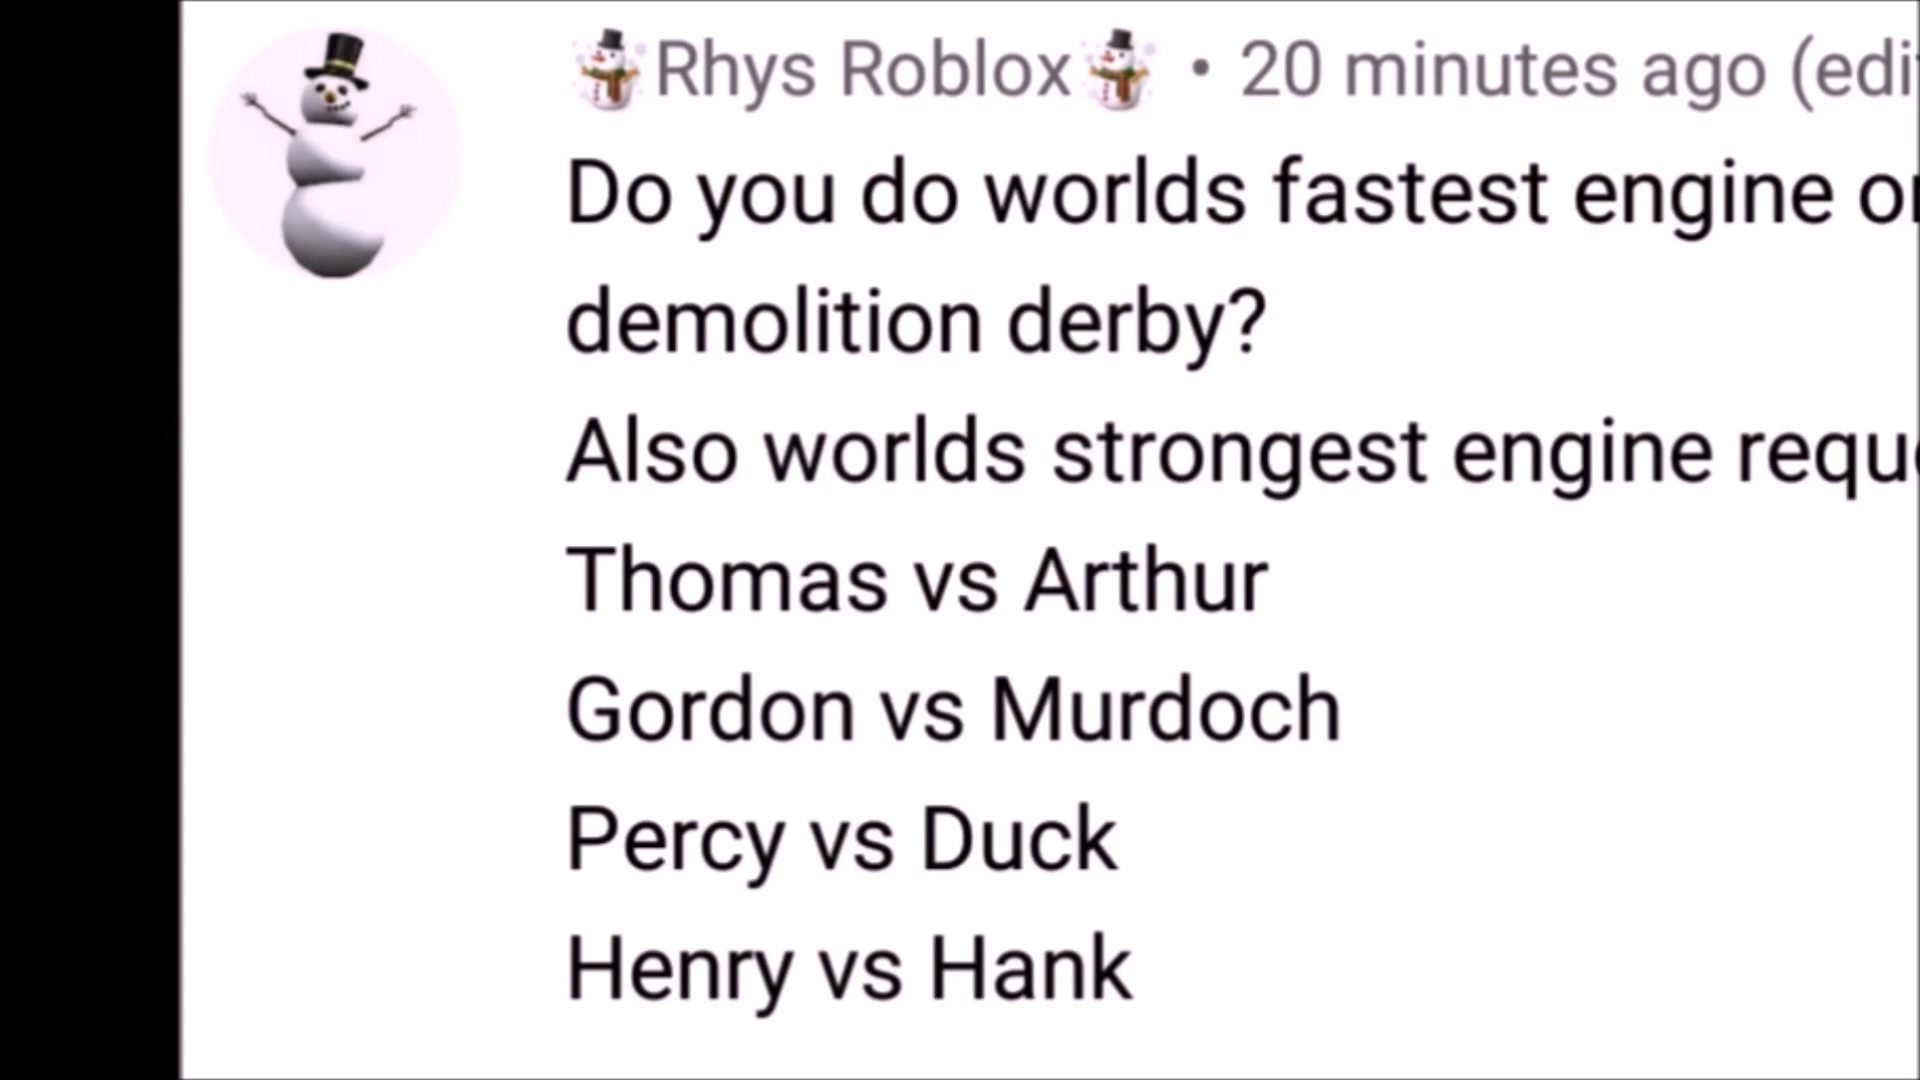 ☃️Rhys Roblox☃️ • 20 minutes ago
Do you do worlds fastest engine
demolition derby?
Also worlds strongest engine
Thomas vs Arthur
Gordon vs Murdoch
Percy vs Duck
Henry vs Hank